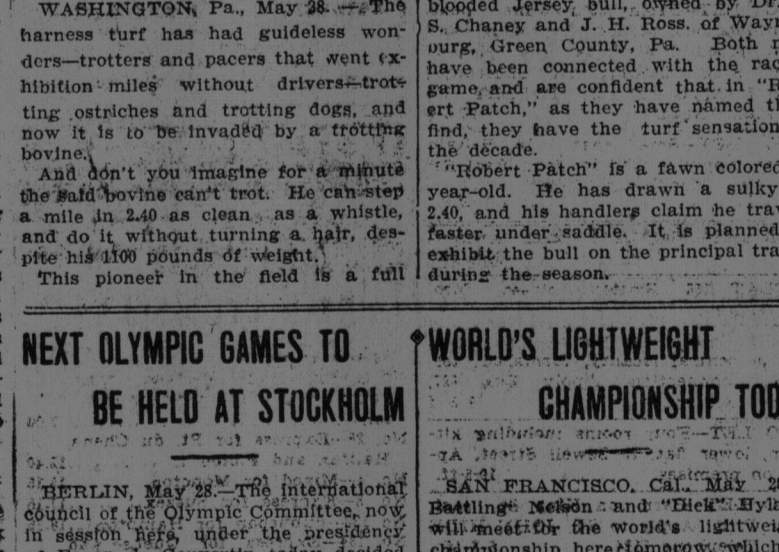 WASHINGTON, Pa., May 28. — The
harness turf has had guideless won-
ders—trotters and pacers that went ex-
hibition miles without drivers—trot-
ting ostriches and trotting dogs, and
now it is to be invaded by a trotting
bovine.
And don't you imagine for a minute
the said bovine can't trot. He can step
a mile in 2.40 as clean as a whistle,
and do it without turning a hair, des-
pite his 1100 pounds of weight.
This pioneer in the field is a full
blooded Jersey bull, owned by Dr.
S. Chaney and J. H. Ross. of Way
burg, Green County, Pa. Both
have been connected with the rac
game, and are confident that in "R
ert Patch," as they have named th
find, they have the turf sensation
the decade.
"Robert Patch" is a fawn colored
year-old. He has drawn a sulky
2.40, and his handlers claim he tra
faster under saddle. It is planned
exhibit the bull on the principal tra
during the season.
NEXT OLYMPIC GAMES TO
BE HELD AT STOCKHOLM
BERLIN, May 28.—The international
council of the Olympic Committee, now
in session here, under the presidency
WORLD'S LIGHTWEIGHT
CHAMPIONSHIP TOD
SAN FRANCISCO, Cal., May 28
Battling Nelson and "Dick" Hyla
will meet for the world's lightwei
championship here tomorow, which